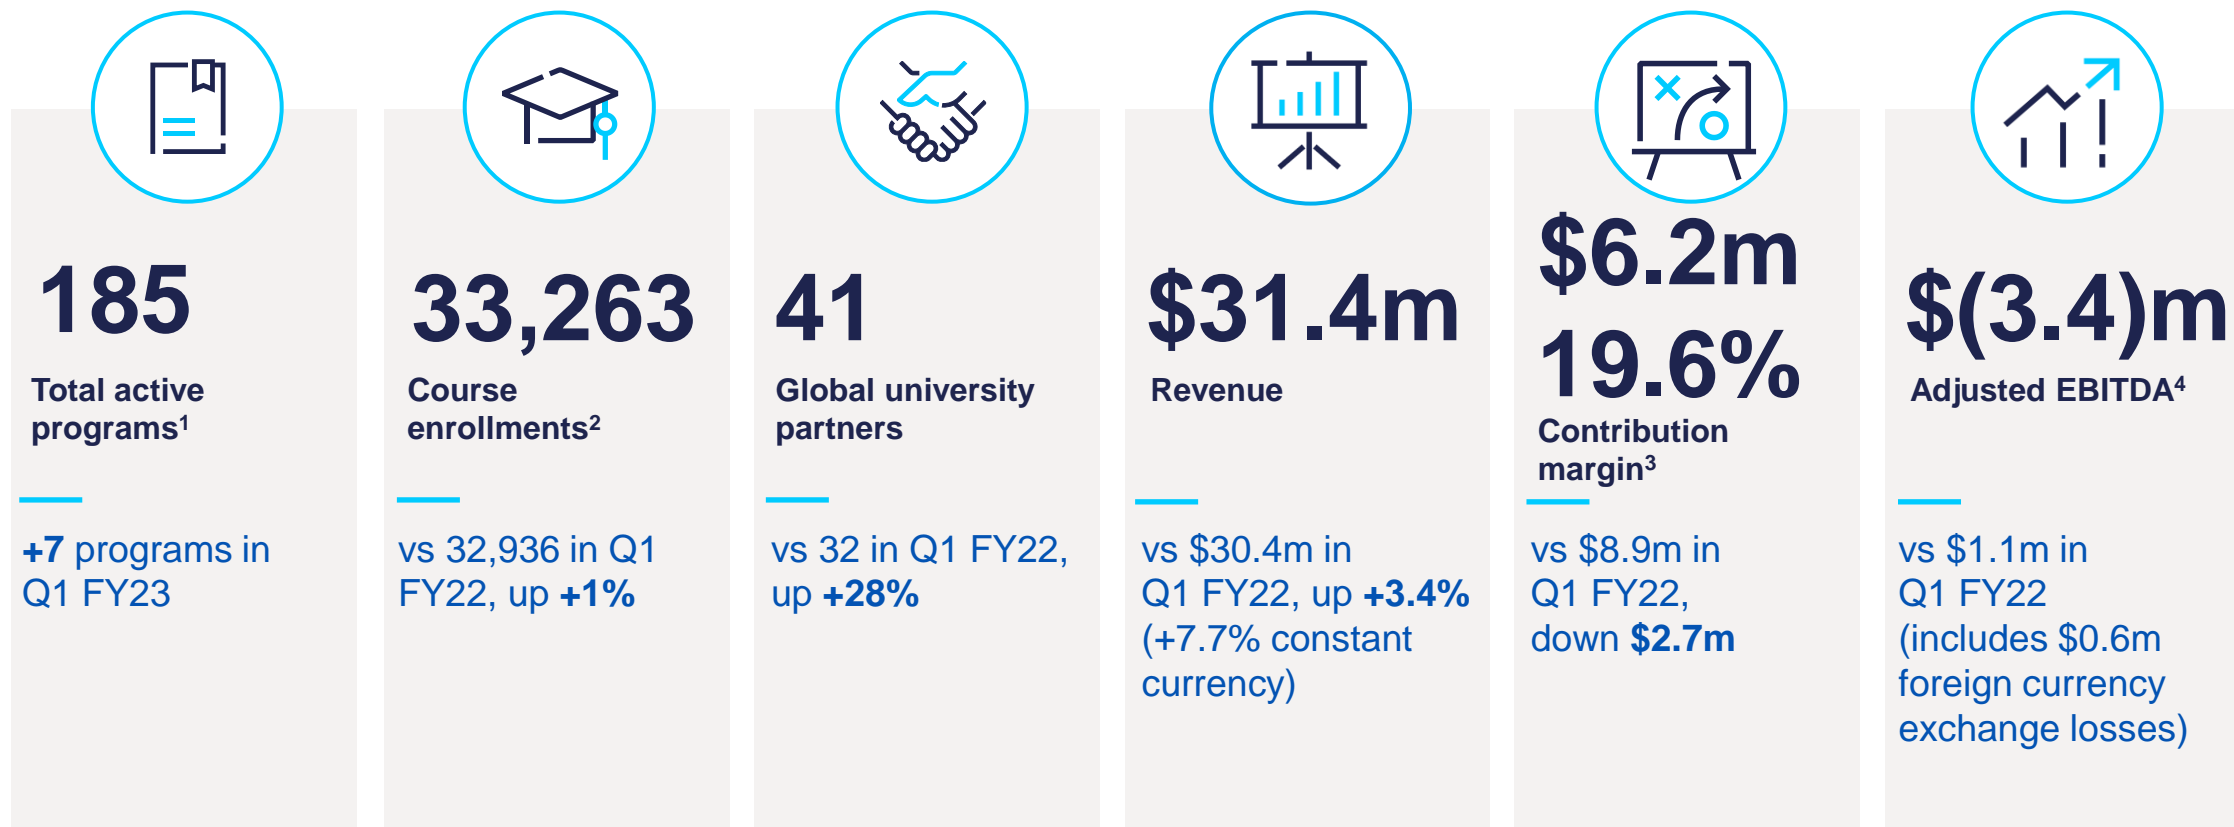 185
Total active
programs¹
+7 programs in
Q1 FY23
33,263
Course
enrollments²
vs 32,936 in Q1
FY22, up +1%
41
Global university
partners
vs 32 in Q1 FY22,
up +28%
$31.4m
Revenue
vs $30.4m in
Q1 FY22, up +3.4%
(+7.7% constant
currency)
$6.2m
19.6%
Contribution
margin³
vs $8.9m in
Q1 FY22,
down $2.7m
$(3.4)m
Adjusted EBITDA⁴
vs $1.1m in
Q1 FY22
(includes $0.6m
foreign currency
exchange losses)